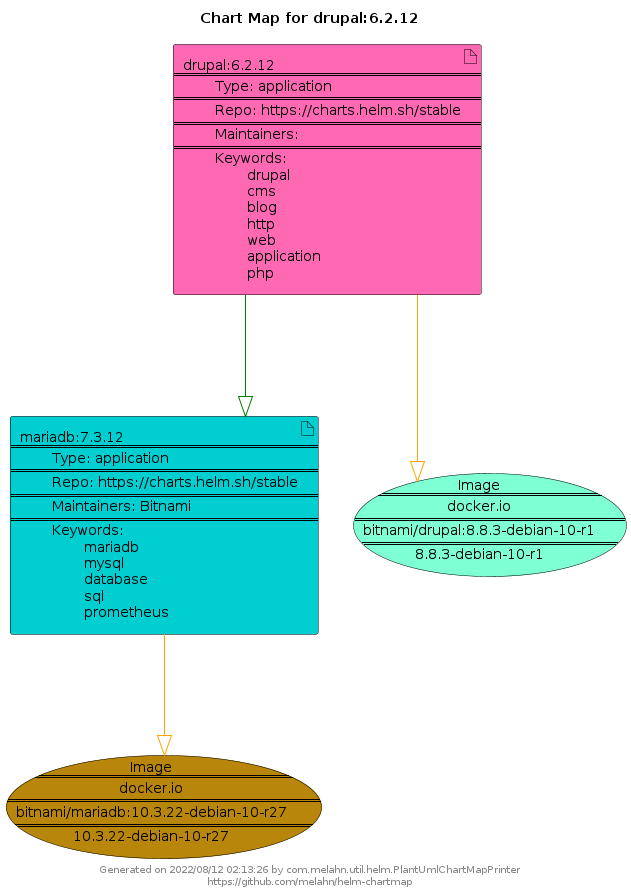 Chart Map for drupal:6.2.12
drupal:6.2.12
Type: application
Repo: https://charts.helm.sh/stable
Maintainers:
Keywords:
drupal
cms
blog
http
web
application
php
mariadb:7.3.12
Type: application
Repo: https://charts.helm.sh/stable
Maintainers: Bitnami
Keywords:
mariadb
mysql
database
sql
prometheus
Image
docker.io
bitnami/drupal:8.8.3-debian-10-r1
8.8.3-debian-10-r1
Image
docker.io
bitnami/mariadb:10.3.22-debian-10-r27
10.3.22-debian-10-r27
Generated on 2022/08/12 02:13:26 by com.melahn.util.helm.PlantUmlChartMapPrinter
https://github.com/melahn/helm-chartmap